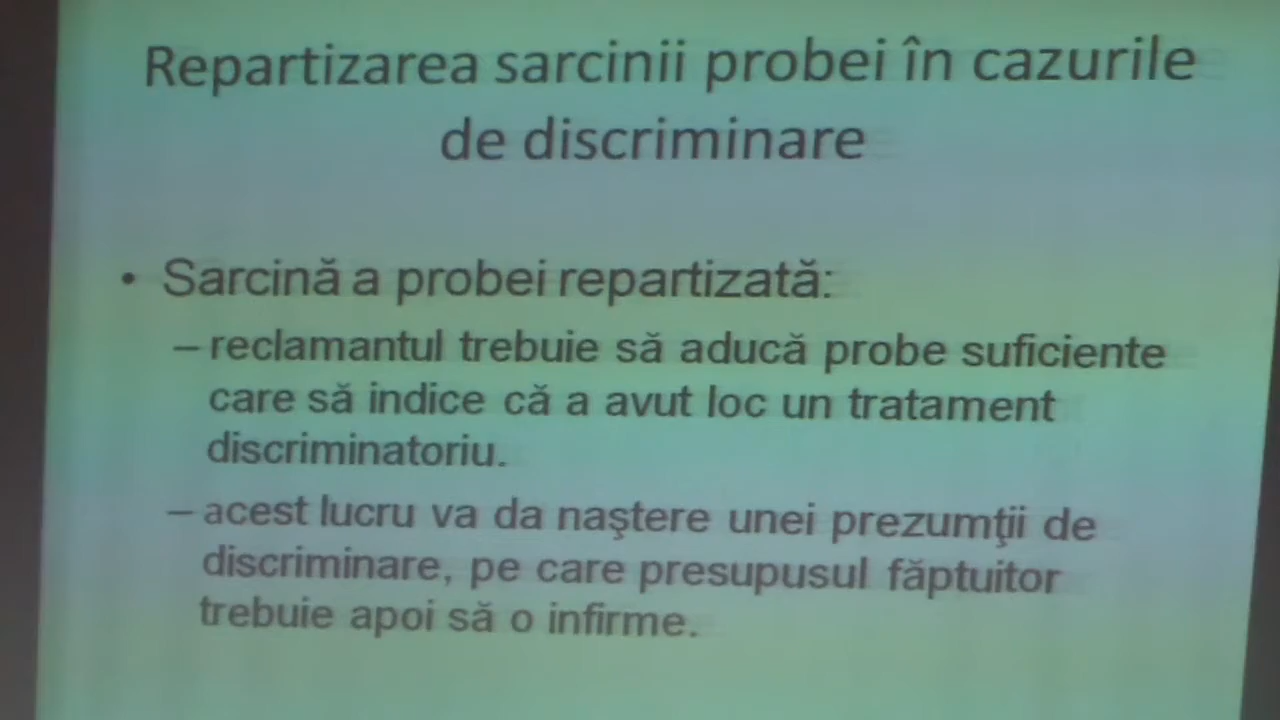 Repartizarea sarcinii probei în cazurile
de discriminare
• Sarcină a probei repartizată:
– reclamantul trebuie să aducă probe suficiente
care să indice că a avut loc un tratament
discriminatoriu.
– acest lucru va da naştere unei prezumţii de
discriminare, pe care presupusul făptuitor
trebuie apoi să o infirme.